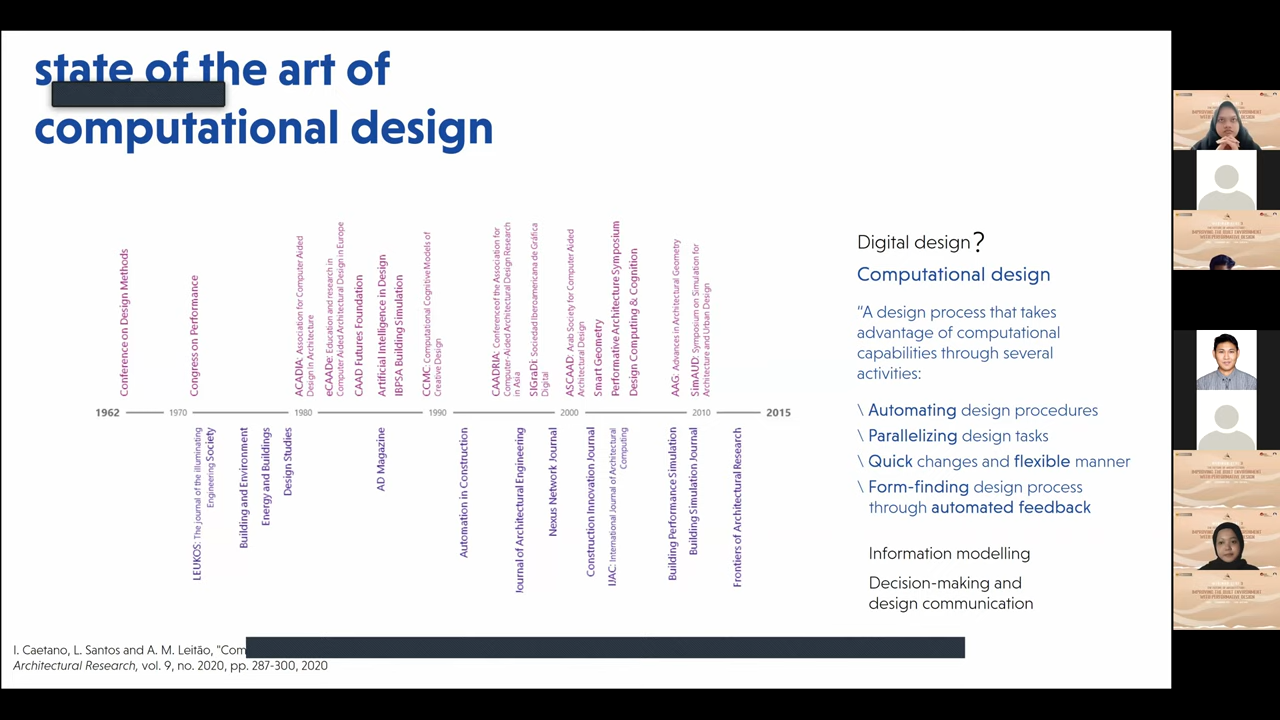 state of the art of
computational design
Conference on Design Methods
Congress on Performance
ACADIA: Association for Computer Aided
Design In Architecture
eCAADe: Education and research in
Computer Aided Architectural Design in Europe
CAAD Futures Foundation
Artificial Intelligence in Design
IBPSA Building Simulation
CCMC: Computational Cognitive Models of
Creative Design
CAADRIA: Conference of the Association for
Computer-Aided Architectural Design Research
in Asia
SIGraDi: Sociedad Iberoamericana de Gráfica
Digital
ASCAAD: Arab Society for Computer Aided
Architectural Design
Smart Geometry
Performative Architecture Symposium
Design Computing & Cognition
AAG: Advances in Architectural Geometry
SimAUD: Symposium on Simulation for
Architecture and Urban Design
1962 1970 1980 1990 2000 2010 2015
LEUKOS: The journal of the illuminating
Engineering Society
Building and Environment
Energy and Buildings
Design Studies
AD Magazine
Automation in Construction
Journal of Architectural Engineering
Nexus Network Journal
Construction Innovation Journal
IJAC: International Journal of Architectural
Computing
Building Performance Simulation
Building Simulation Journal
Frontiers of Architectural Research
Digital design?
Computational design
“A design process that takes
advantage of computational
capabilities through several
activities:
\ Automating design procedures
\ Parallelizing design tasks
\ Quick changes and flexible manner
\ Form-finding design process
through automated feedback
Information modelling
Decision-making and
design communication
I. Caetano, L. Santos and A. M. Leitão, "Com
Architectural Research, vol. 9, no. 2020, pp. 287-300, 2020